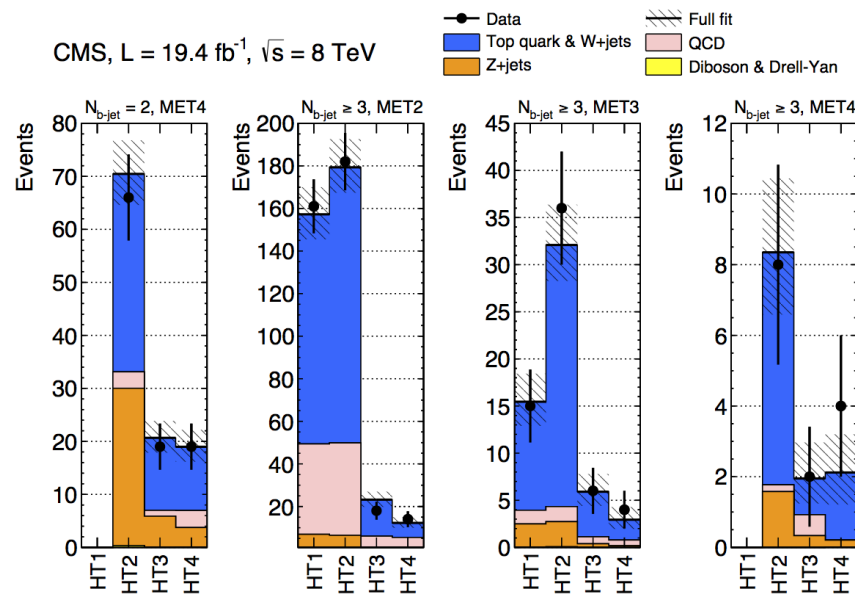 CMS, L = 19.4 fb⁻¹, √s = 8 TeV
Data
Top quark & W+jets
Z+jets
Full fit
QCD
Diboson & Drell-Yan
N_b-jet = 2, MET4
Events
80
70
60
50
40
30
20
10
0
HT1 HT2 HT3 HT4
N_b-jet ≥ 3, MET2
Events
200
180
160
140
120
100
80
60
40
20
HT1 HT2 HT3 HT4
N_b-jet ≥ 3, MET3
Events
45
40
35
30
25
20
15
10
5
0
HT1 HT2 HT3 HT4
N_b-jet ≥ 3, MET4
Events
12
10
8
6
4
2
0
HT1 HT2 HT3 HT4